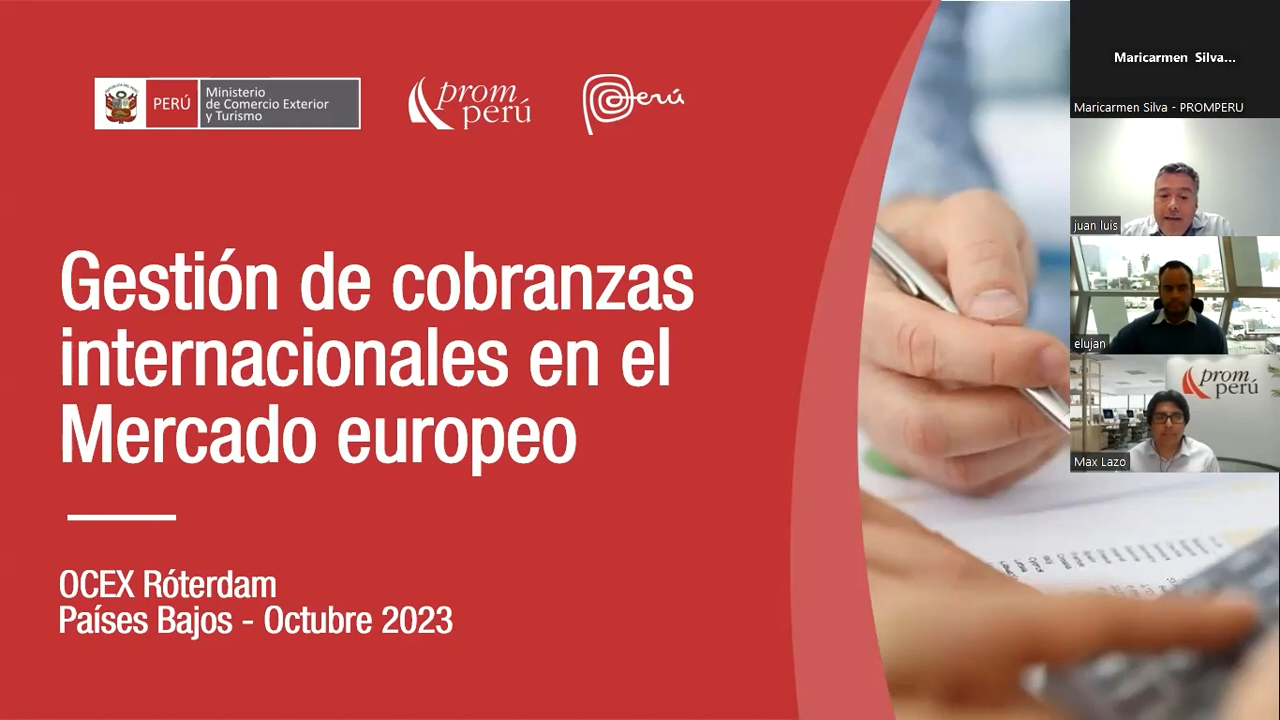 PERÚ
Ministerio
de Comercio Exterior
y Turismo
prom
perú
Perú
Gestión de cobranzas
internacionales en el
Mercado europeo
OCEX Róterdam
Países Bajos - Octubre 2023
Maricarmen Silva...
Maricarmen Silva - PROMPERU
juan luis
elujan
prom
perú
Max Lazo